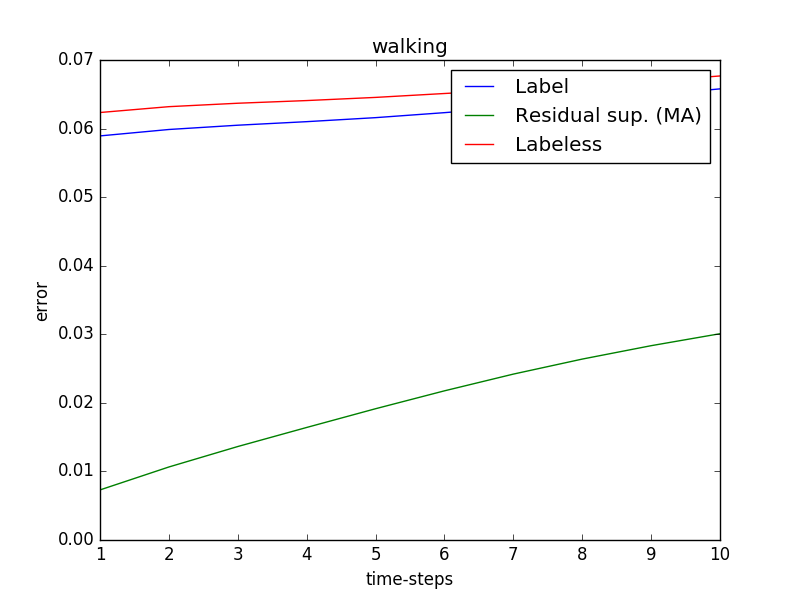 walking
Label
Residual sup. (MA)
Labeless
0.07
0.06
0.05
0.04
0.03
0.02
0.01
0.00
error
1 2 3 4 5 6 7 8 9 10
time-steps